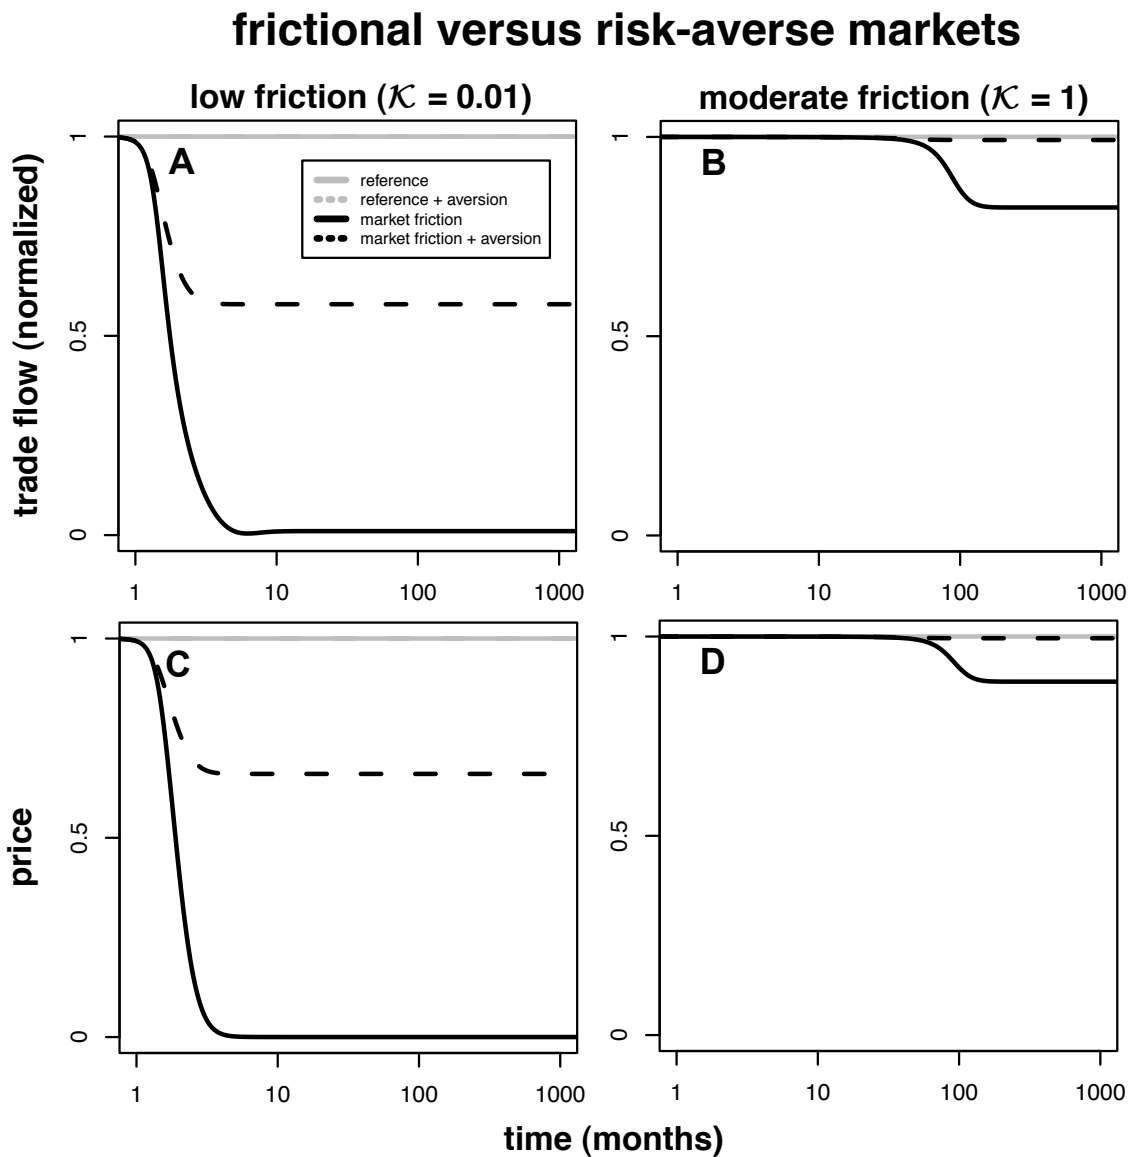 frictional versus risk-averse markets
low friction (𝒦 = 0.01)
moderate friction (𝒦 = 1)
trade flow (normalized)
1
0.5
0
A
reference
reference + aversion
market friction
market friction + aversion
1 10 100 1000
1
0.5
0
B
1 10 100 1000
price
1
0.5
0
C
1 10 100 1000
1
0.5
0
D
1 10 100 1000
time (months)